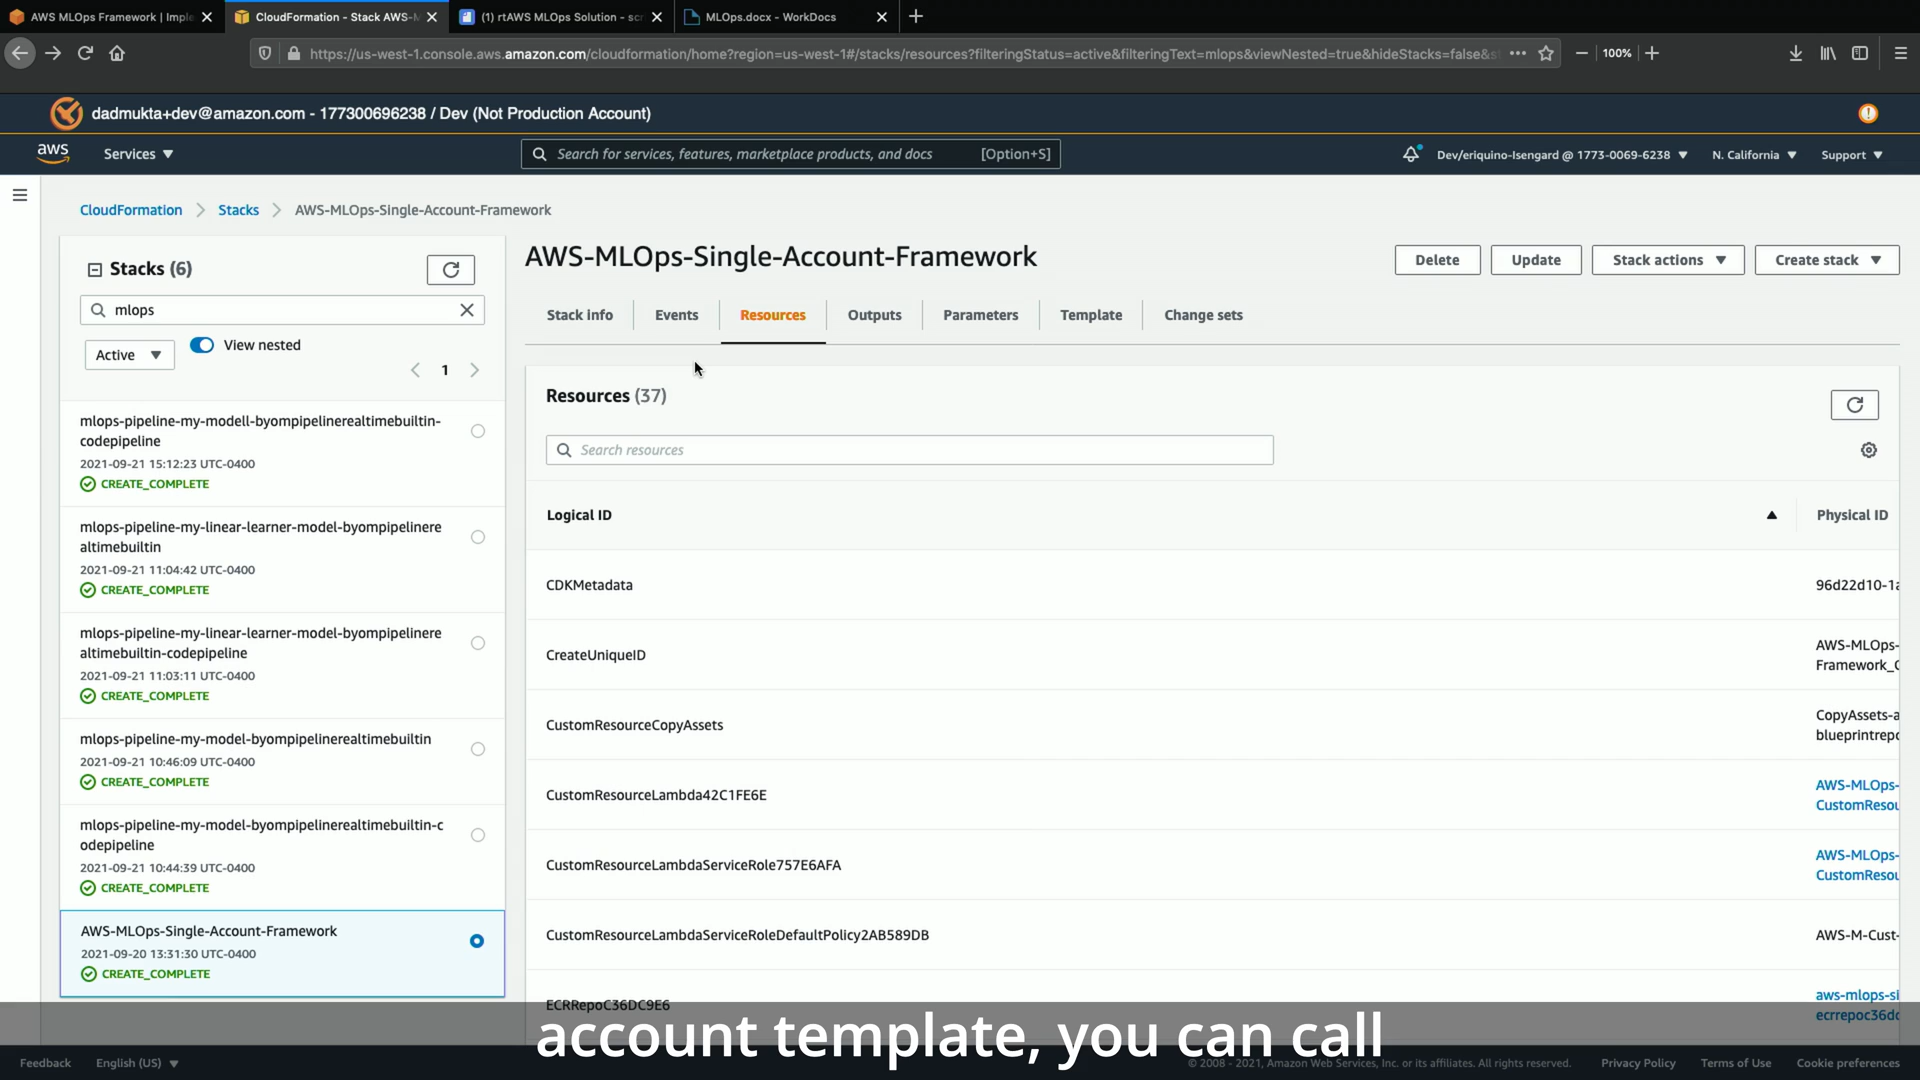 AWS MLOps Framework | Imple
CloudFormation - Stack AWS-M
(1) rtAWS MLOps Solution - scr
MLOps.docx - WorkDocs
https://us-west-1.console.aws.amazon.com/cloudformation/home?region=us-west-1#/stacks/resources?filteringStatus=active&filteringText=mlops&viewNested=true&hideStacks=false&s
100%
dadmukta+dev@amazon.com - 177300696238 / Dev (Not Production Account)
aws
Services
Search for services, features, marketplace products, and docs [Option+S]
Dev/eriquino-Isengard @ 1773-0069-6238
N. California
Support
CloudFormation > Stacks > AWS-MLOps-Single-Account-Framework
Stacks (6)
mlops
Active
View nested
1
mlops-pipeline-my-modell-byompipelinerealtimebuiltin-
codepipeline
2021-09-21 15:12:23 UTC-0400
CREATE_COMPLETE
mlops-pipeline-my-linear-learner-model-byompipelinere
altimebuiltin
2021-09-21 11:04:42 UTC-0400
CREATE_COMPLETE
mlops-pipeline-my-linear-learner-model-byompipelinere
altimebuiltin-codepipeline
2021-09-21 11:03:11 UTC-0400
CREATE_COMPLETE
mlops-pipeline-my-model-byompipelinerealtimebuiltin
2021-09-21 10:46:09 UTC-0400
CREATE_COMPLETE
mlops-pipeline-my-model-byompipelinerealtimebuiltin-c
odepipeline
2021-09-21 10:44:39 UTC-0400
CREATE_COMPLETE
AWS-MLOps-Single-Account-Framework
2021-09-20 13:31:30 UTC-0400
CREATE_COMPLETE
AWS-MLOps-Single-Account-Framework
Delete
Update
Stack actions
Create stack
Stack info
Events
Resources
Outputs
Parameters
Template
Change sets
Resources (37)
Search resources
Logical ID
Physical ID
CDKMetadata
96d22d10-1a
CreateUniqueID
AWS-MLOps-
Framework_C
CustomResourceCopyAssets
CopyAssets-a
blueprintrepo
CustomResourceLambda42C1FE6E
AWS-MLOps-
CustomResou
CustomResourceLambdaServiceRole757E6AFA
AWS-MLOps-
CustomResou
CustomResourceLambdaServiceRoleDefaultPolicy2AB589DB
AWS-M-Cust-
ECRRepoC36DC9E6
aws-mlops-si
ecrrepoc36dc
account template, you can call
Feedback
English (US)
© 2008 - 2021, Amazon Web Services, Inc. or its affiliates. All rights reserved.
Privacy Policy
Terms of Use
Cookie preferences